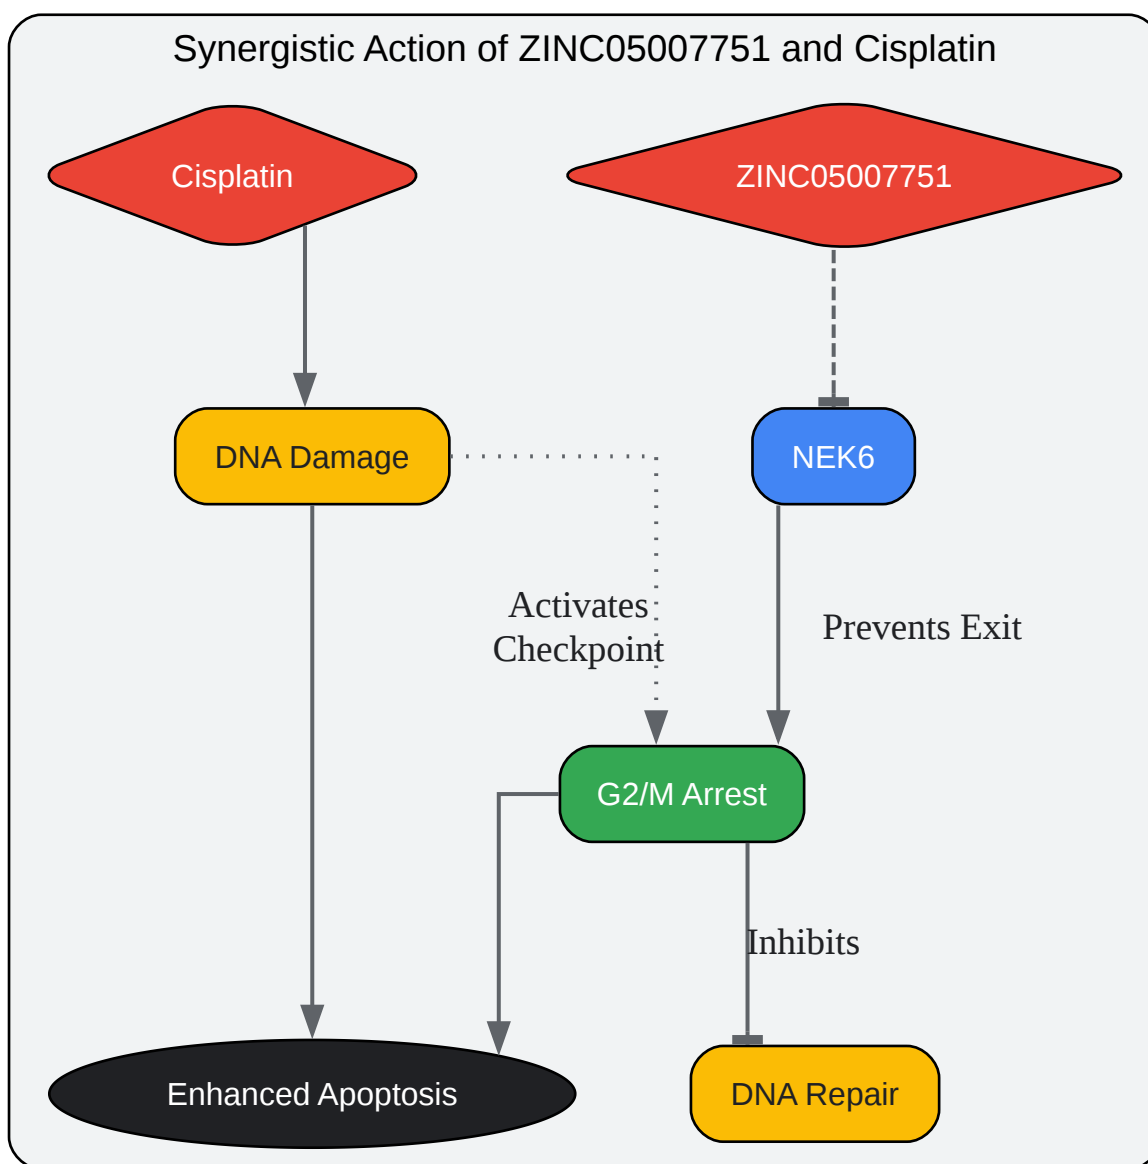 Synergistic Action of ZINC05007751 and Cisplatin
Cisplatin
ZINC05007751
DNA Damage
NEK6
Activates
Checkpoint
Prevents Exit
G2/M Arrest
Inhibits
Enhanced Apoptosis
DNA Repair